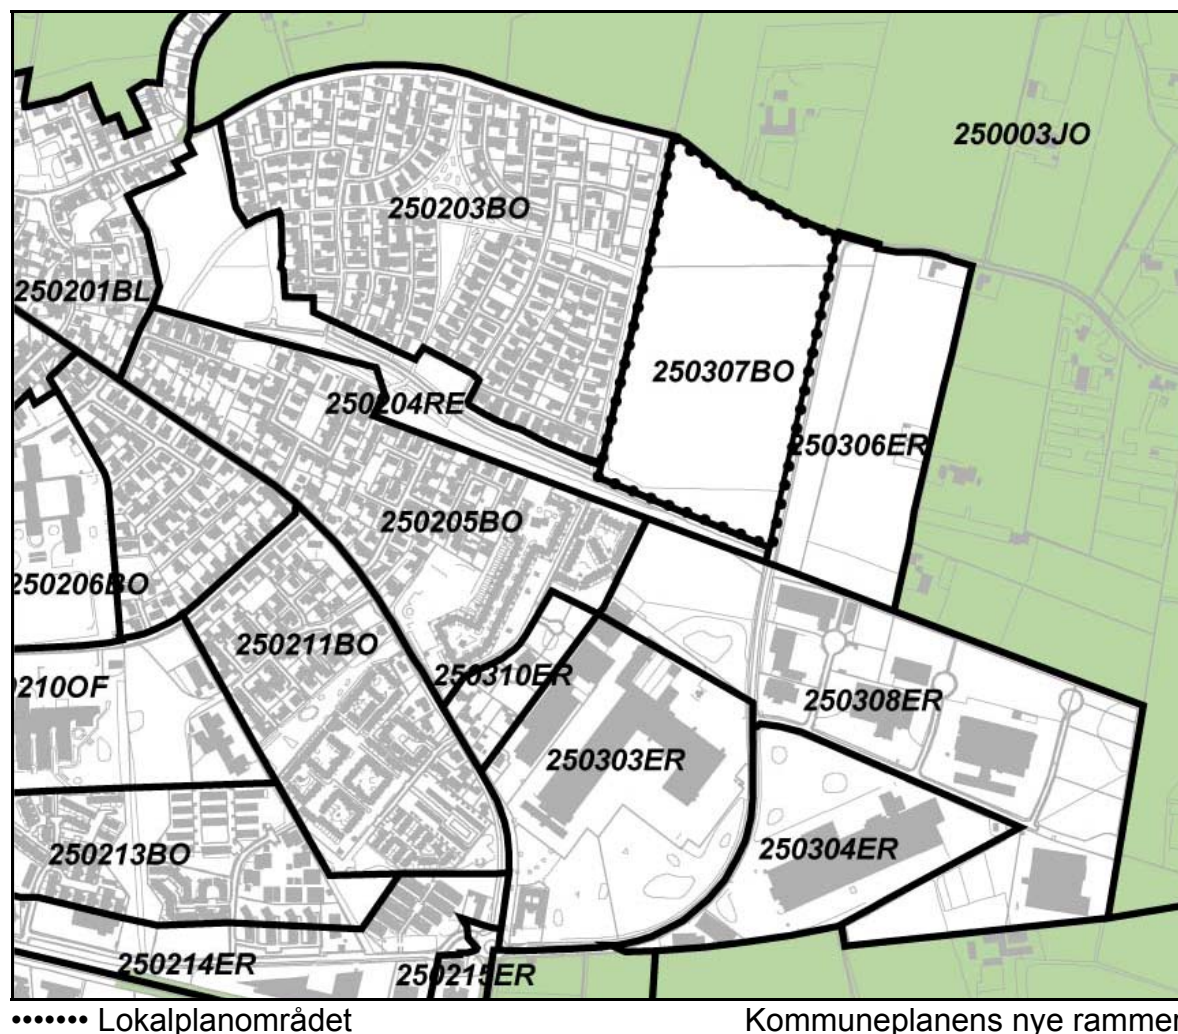 250003JO
250203BO
250201BL
250307BO
250204RE
250306ER
250205BO
250206BO
250211BO
250310ER
210OF
250308ER
250303ER
250304ER
250213BO
250214ER
250215ER
••••••• Lokalplanområdet
Kommuneplanens nye rammer